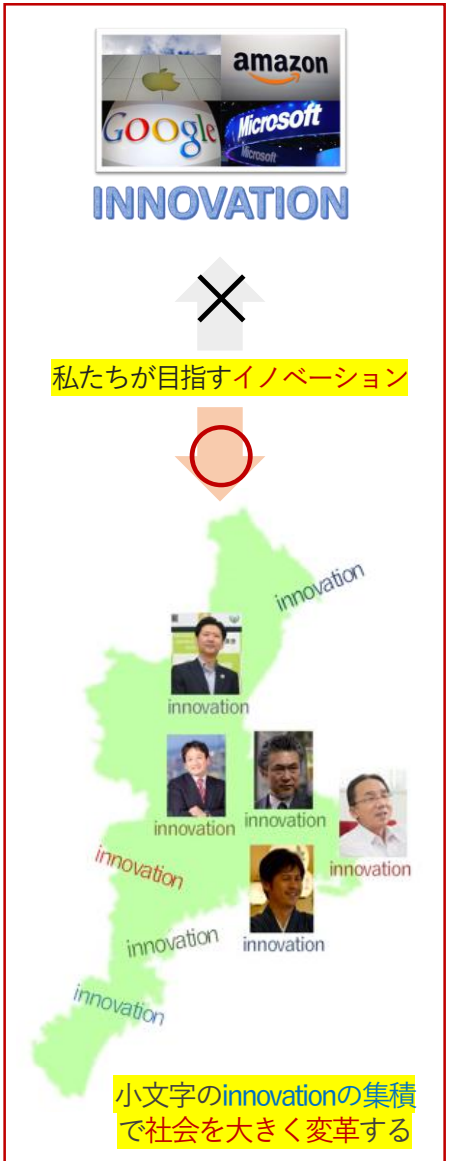 amazon
Google
Microsoft
Microsoft
INNOVATION
私たちが目指すイノベーション
innovation
innovation
innovation
innovation
innovation
innovation
innovation
innovation
innovation
小文字のinnovationの集積
で社会を大きく変革する